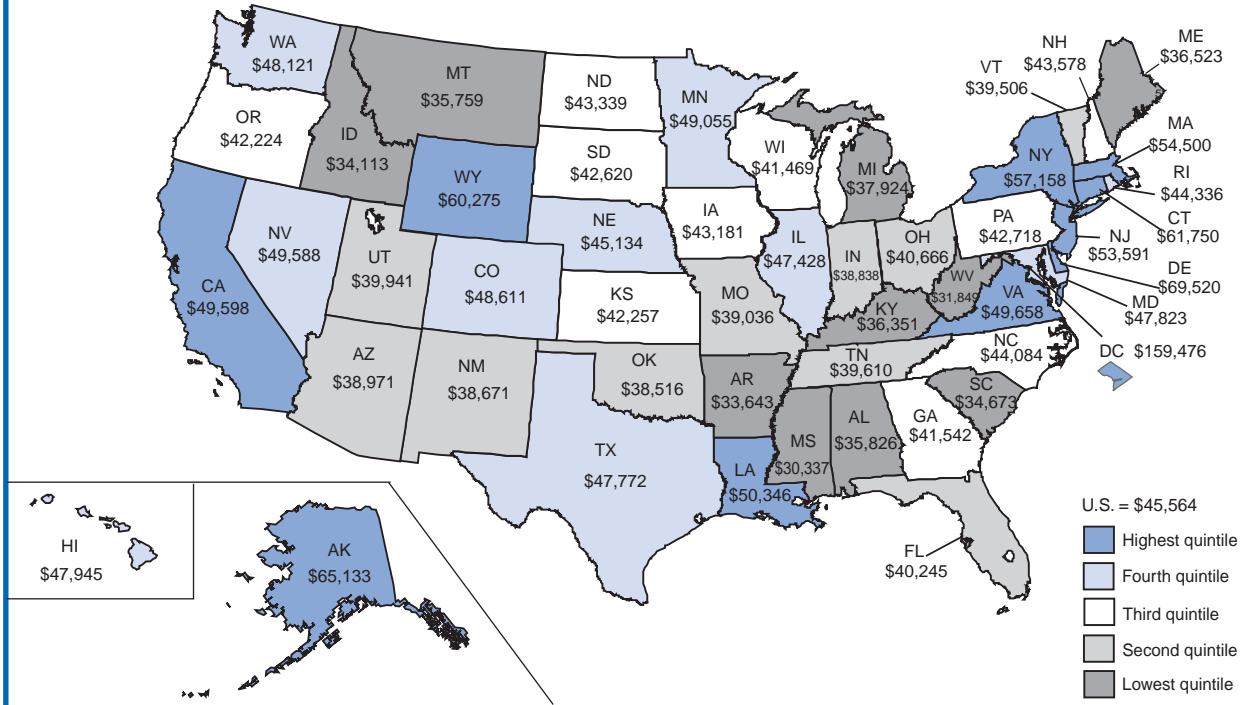 WA
$48,121
OR
$42,224
CA
$49,598
NV
$49,588
ID
$34,113
MT
$35,759
WY
$60,275
UT
$39,941
AZ
$38,971
CO
$48,611
NM
$38,671
ND
$43,339
SD
$42,620
NE
$45,134
KS
$42,257
OK
$38,516
TX
$47,772
MN
$49,055
IA
$43,181
MO
$39,036
AR
$33,643
LA
$50,346
WI
$41,469
IL
$47,428
MI
$37,924
IN
$38,838
OH
$40,666
KY
$36,351
TN
$39,610
MS
$30,337
AL
$35,826
GA
$41,542
FL
$40,245
SC
$34,673
NC
$44,084
VA
$49,658
WV
$31,849
PA
$42,718
NY
$57,158
VT
$39,506
NH
$43,578
ME
$36,523
MA
$54,500
RI
$44,336
CT
$61,750
NJ
$53,591
DE
$69,520
MD
$47,823
DC $159,476
HI
$47,945
AK
$65,133
U.S. = $45,564
Highest quintile
Fourth quintile
Third quintile
Second quintile
Lowest quintile